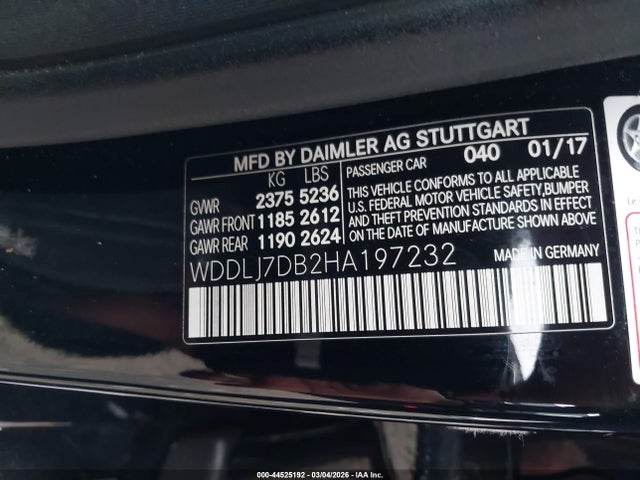 MFD BY DAIMLER AG STUTTGART
KG LBS PASSENGER CAR 040 01/17
GVWR 2375 5236 THIS VEHICLE CONFORMS TO ALL APPLICABLE
GAWR FRONT 1185 2612 U.S. FEDERAL MOTOR VEHICLE SAFETY, BUMPER
GAWR REAR 1190 2624 AND THEFT PREVENTION STANDARDS IN EFFECT
ON THE DATE OF MANUFACTURE SHOWN ABOVE
WDDLJ7DB2HA197232 MADE IN GERMANY
000-44525192 - 03/04/2026 - IAA Inc.